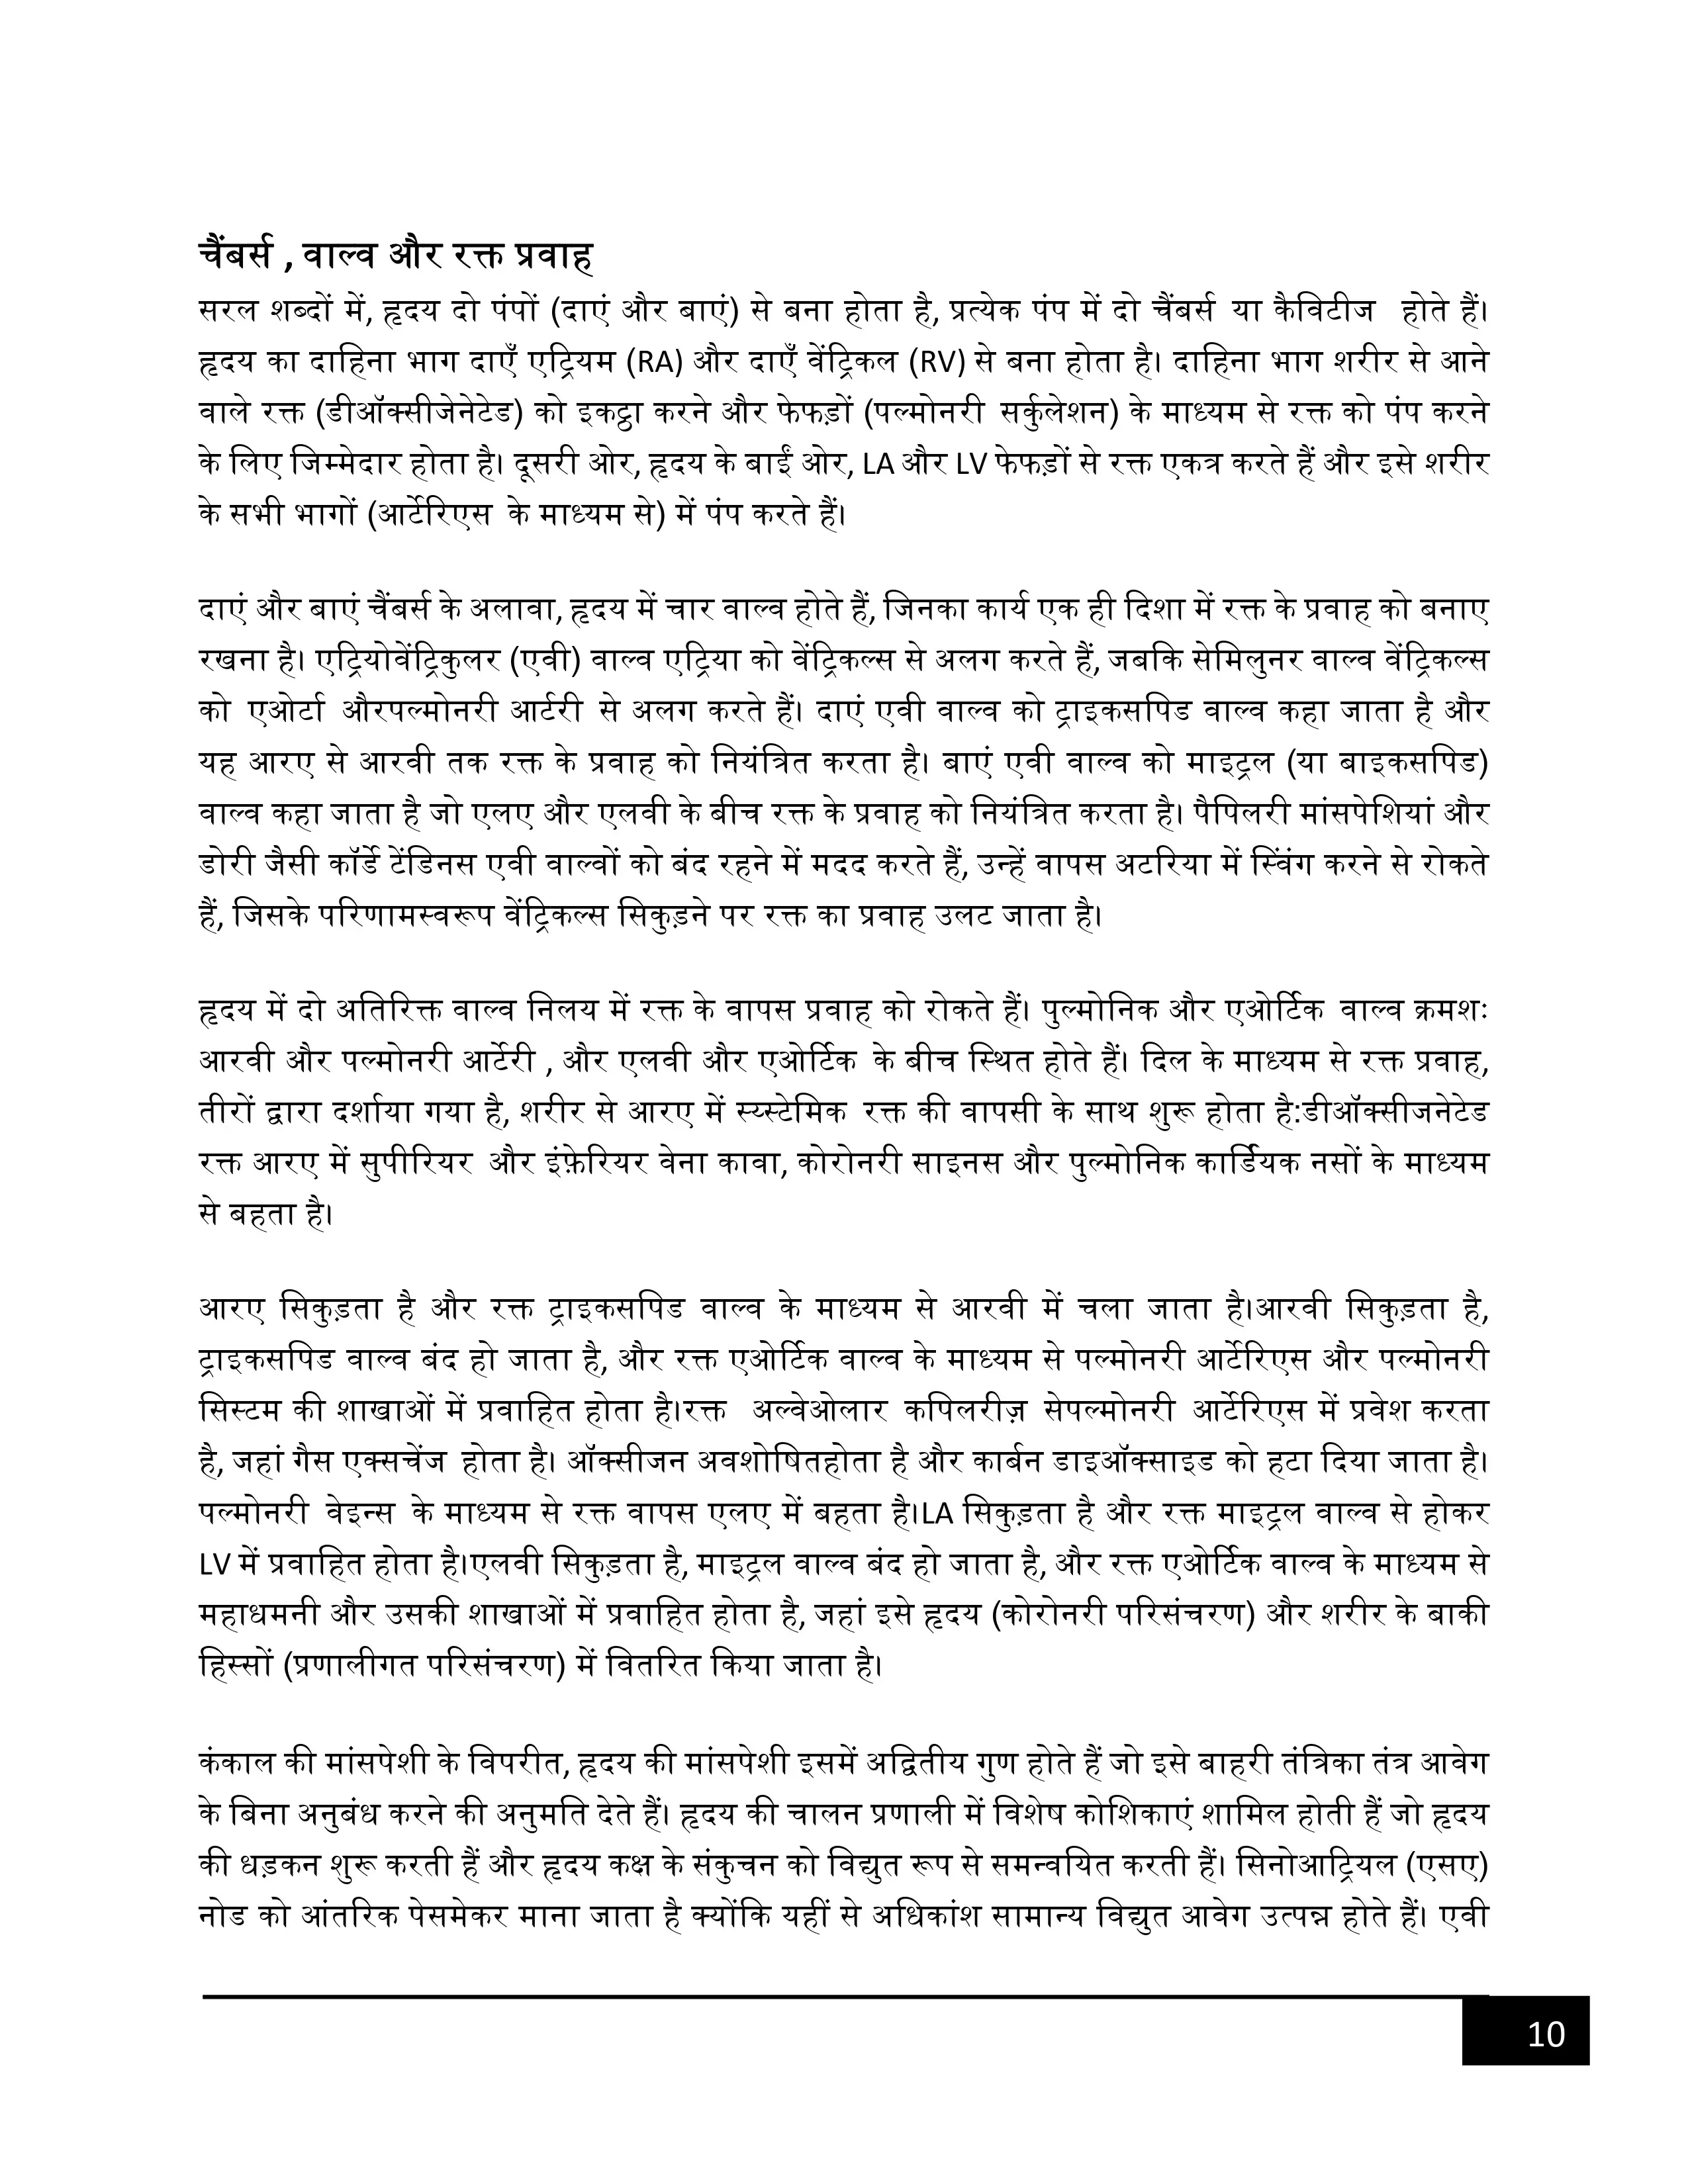 चैंबर्स , वाल्व और रक्त प्रवाह
सरल शब्दों में, हृदय दो पंपों (दाएं और बाएं) से बना होता है, प्रत्येक पंप में दो चैंबर्स या कैविटीज होते हैं।
हृदय का दाहिना भाग दाएँ एट्रियम (RA) और दाएँ वेंट्रिकल (RV) से बना होता है। दाहिना भाग शरीर से आने
वाले रक्त (डीऑक्सीजेनेटेड) को इकट्ठा करने और फेफड़ों (पल्मोनरी सर्कुलेशन) के माध्यम से रक्त को पंप करने
के लिए जिम्मेदार होता है। दूसरी ओर, हृदय के बाईं ओर, LA और LV फेफड़ों से रक्त एकत्र करते हैं और इसे शरीर
के सभी भागों (आर्टेरिएस के माध्यम से) में पंप करते हैं।
दाएं और बाएं चैंबर्स के अलावा, हृदय में चार वाल्व होते हैं, जिनका कार्य एक ही दिशा में रक्त के प्रवाह को बनाए
रखना है। एट्रियोवेंट्रिकुलर (एवी) वाल्व एट्रिया को वेंट्रिकल्स से अलग करते हैं, जबकि सेमिलुनर वाल्व वेंट्रिकल्स
को एओर्टा औरपल्मोनरी आर्टरी से अलग करते हैं। दाएं एवी वाल्व को ट्राइकसपिड वाल्व कहा जाता है और
यह आरए से आरवी तक रक्त के प्रवाह को नियंत्रित करता है। बाएं एवी वाल्व को माइट्रल (या बाइकसपिड)
वाल्व कहा जाता है जो एलए और एलवी के बीच रक्त के प्रवाह को नियंत्रित करता है। पैपिलरी मांसपेशियां और
डोरी जैसी कॉर्डे टेंडिनस एवी वाल्वों को बंद रहने में मदद करते हैं, उन्हें वापस अटरिया में स्विंग करने से रोकते
हैं, जिसके परिणामस्वरूप वेंट्रिकल्स सिकुड़ने पर रक्त का प्रवाह उलट जाता है।
हृदय में दो अतिरिक्त वाल्व निलय में रक्त के वापस प्रवाह को रोकते हैं। पुल्मोनिक और एओर्टिक वाल्व क्रमशः
आरवी और पल्मोनरी आर्टेरी , और एलवी और एओर्टिक के बीच स्थित होते हैं। दिल के माध्यम से रक्त प्रवाह,
तीरों द्वारा दर्शाया गया है, शरीर से आरए में स्य्स्टेमिक रक्त की वापसी के साथ शुरू होता है:डीऑक्सीजनेटेड
रक्त आरए में सुपीरियर और इंफ़ेरियर वेना कावा, कोरोनरी साइनस और पुल्मोनिक कार्डियक नसों के माध्यम
से बहता है।
आरए सिकुड़ता है और रक्त ट्राइकसपिड वाल्व के माध्यम से आरवी में चला जाता है।आरवी सिकुड़ता है,
ट्राइकसपिड वाल्व बंद हो जाता है, और रक्त एओर्टिक वाल्व के माध्यम से पल्मोनरी आर्टेरिएस और पल्मोनरी
सिस्टम की शाखाओं में प्रवाहित होता है।रक्त अल्वेओलार कपिलरीज़ सेपल्मोनरी आर्टेरिएस में प्रवेश करता
है, जहां गैस एक्सचेंज होता है। ऑक्सीजन अवशोषितहोता है और कार्बन डाइऑक्साइड को हटा दिया जाता है।
पल्मोनरी वेइन्स के माध्यम से रक्त वापस एलए में बहता है।LA सिकुड़ता है और रक्त माइट्रल वाल्व से होकर
LV में प्रवाहित होता है।एलवी सिकुड़ता है, माइट्रल वाल्व बंद हो जाता है, और रक्त एओर्टिक वाल्व के माध्यम से
महाधमनी और उसकी शाखाओं में प्रवाहित होता है, जहां इसे हृदय (कोरोनरी परिसंचरण) और शरीर के बाकी
हिस्सों (प्रणालीगत परिसंचरण) में वितरित किया जाता है।
कंकाल की मांसपेशी के विपरीत, हृदय की मांसपेशी इसमें अद्वितीय गुण होते हैं जो इसे बाहरी तंत्रिका तंत्र आवेग
के बिना अनुबंध करने की अनुमति देते हैं। हृदय की चालन प्रणाली में विशेष कोशिकाएं शामिल होती हैं जो हृदय
की धड़कन शुरू करती हैं और हृदय कक्ष के संकुचन को विद्युत रूप से समन्वयित करती हैं। सिनोआट्रियल (एसए)
नोड को आंतरिक पेसमेकर माना जाता है क्योंकि यहीं से अधिकांश सामान्य विद्युत आवेग उत्पन्न होते हैं। एवी
10